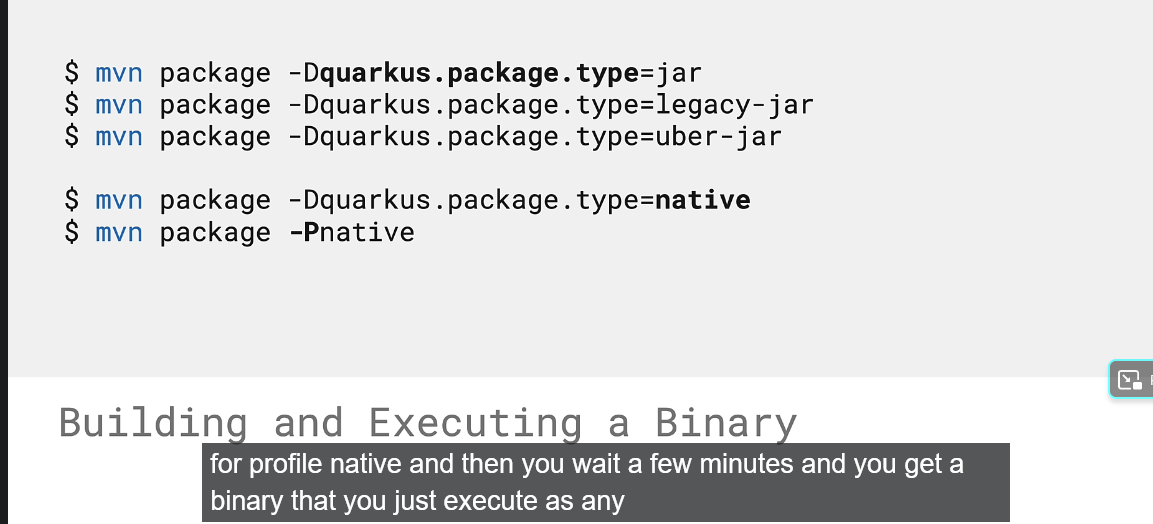 $ mvn package -Dquarkus.package.type=jar
$ mvn package -Dquarkus.package.type=legacy-jar
$ mvn package -Dquarkus.package.type=uber-jar
$ mvn package -Dquarkus.package.type=native
$ mvn package -Pnative
Building and Executing a Binary
for profile native and then you wait a few minutes and you get a
binary that you just execute as any